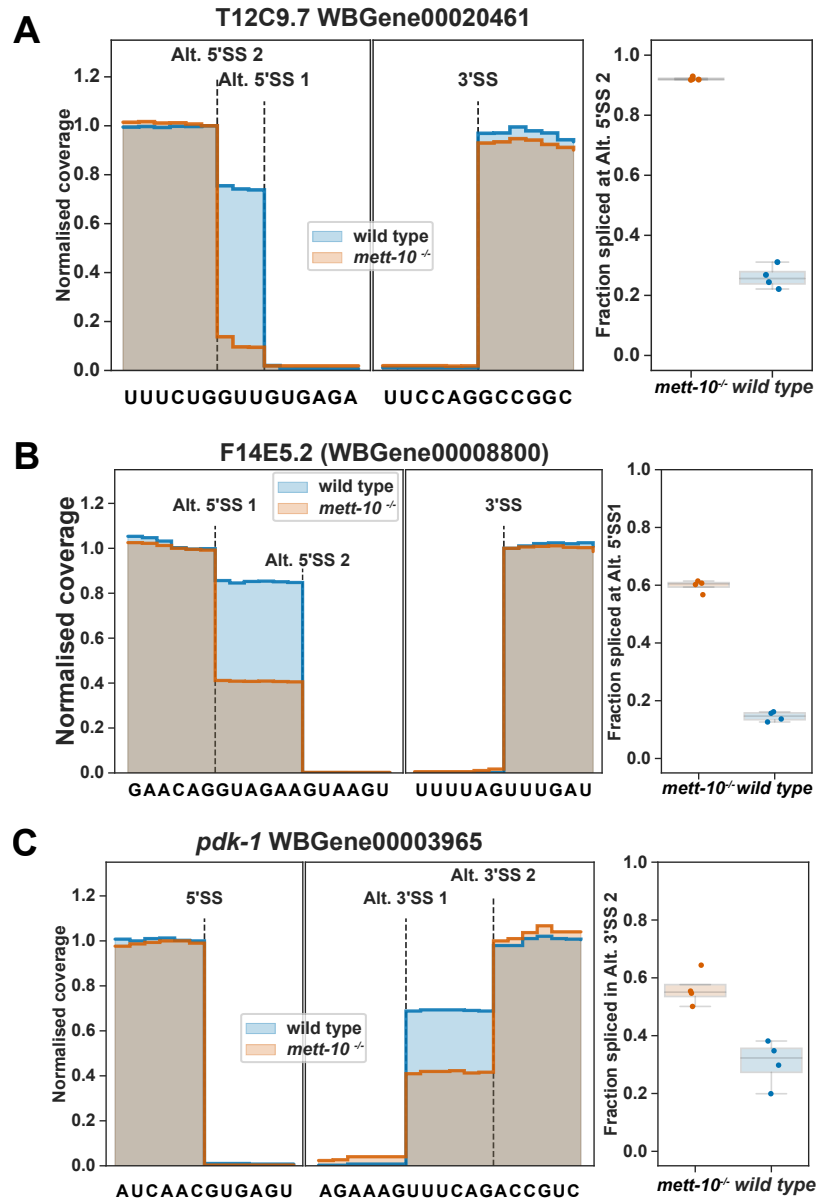 A
T12C9.7 WBGene00020461
Alt. 5'SS 2
Alt. 5'SS 1
3'SS
Normalised coverage
1.2
1.0
0.8
0.6
0.4
0.2
0.0
wild type
mett-10 -/-
UUUCUGGUUGUGAGA
UUCCAGGCCGGC
Fraction spliced at Alt. 5'SS 2
1.0
0.8
0.6
0.4
0.2
0.0
mett-10-/- wild type
B
F14E5.2 (WBGene00008800)
Alt. 5'SS 1
Alt. 5'SS 2
3'SS
wild type
mett-10 -/-
Normalised coverage
1.2
1.0
0.8
0.6
0.4
0.2
0.0
GAACAGGUAGAAGUAAGU
UUUUAGUUUGAU
Fraction spliced at Alt. 5'SS1
1.0
0.8
0.6
0.4
0.2
0.0
mett-10-/- wild type
C
pdk-1 WBGene00003965
5'SS
Alt. 3'SS 1
Alt. 3'SS 2
Normalised coverage
1.2
1.0
0.8
0.6
0.4
0.2
0.0
wild type
mett-10 -/-
AUCAACGUGAGU
AGAAAGUUUCAGACCGUC
Fraction spliced in Alt. 3'SS 2
1.0
0.8
0.6
0.4
0.2
0.0
mett-10-/- wild type